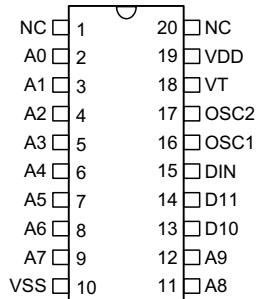 NC 1 20 NC
A0 2 19 VDD
A1 3 18 VT
A2 4 17 OSC2
A3 5 16 OSC1
A4 6 15 DIN
A5 7 14 D11
A6 8 13 D10
A7 9 12 A9
VSS 10 11 A8